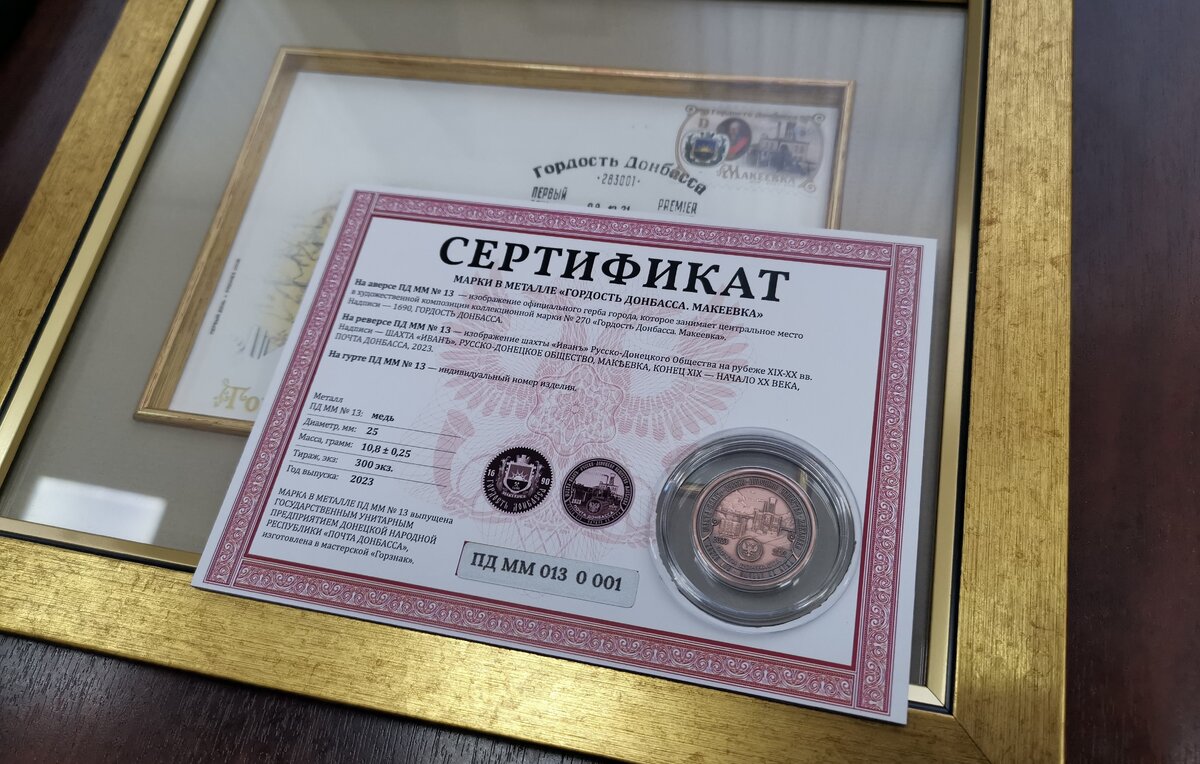 Гордость Донбасса
МАКЕЕВКА
Гордость Донбасса
·283001·
ПЕРВЫЙ
PREMIER
СЕРТИФИКАТ
МАРКИ В МЕТАЛЛЕ «ГОРДОСТЬ ДОНБАССА. МАКЕЕВКА»
На аверсе ПД ММ № 13 — изображение официального герба города, которое занимает центральное место
в художественной композиции коллекционной марки № 270 «Гордость Донбасса. Макеевка».
Надписи — 1690, ГОРДОСТЬ ДОНБАССА.
На реверсе ПД ММ № 13 — изображение шахты «Иванъ» Русско-Донецкого Общества на рубеже XIX-XX вв.
Надписи — ШАХТА «ИВАНЪ», РУССКО-ДОНЕЦКОЕ ОБЩЕСТВО, МАКѢЕВКА, КОНЕЦ XIX — НАЧАЛО XX ВЕКА,
ПОЧТА ДОНБАССА, 2023.
На гурте ПД ММ № 13 — индивидуальный номер изделия.
Металл
ПД ММ № 13: медь
Диаметр, мм: 25
Масса, грамм: 10,8 ± 0,25
Тираж, экз: 300 экз.
Год выпуска: 2023
МАРКА В МЕТАЛЛЕ ПД ММ № 13 выпущена
ГОСУДАРСТВЕННЫМ УНИТАРНЫМ
ПРЕДПРИЯТИЕМ ДОНЕЦКОЙ НАРОДНОЙ
РЕСПУБЛИКИ «ПОЧТА ДОНБАССА»,
изготовлена в мастерской «Горзнак».
16 90
ГОРДОСТЬ ДОНБАССА
ПД ММ 013 0 001